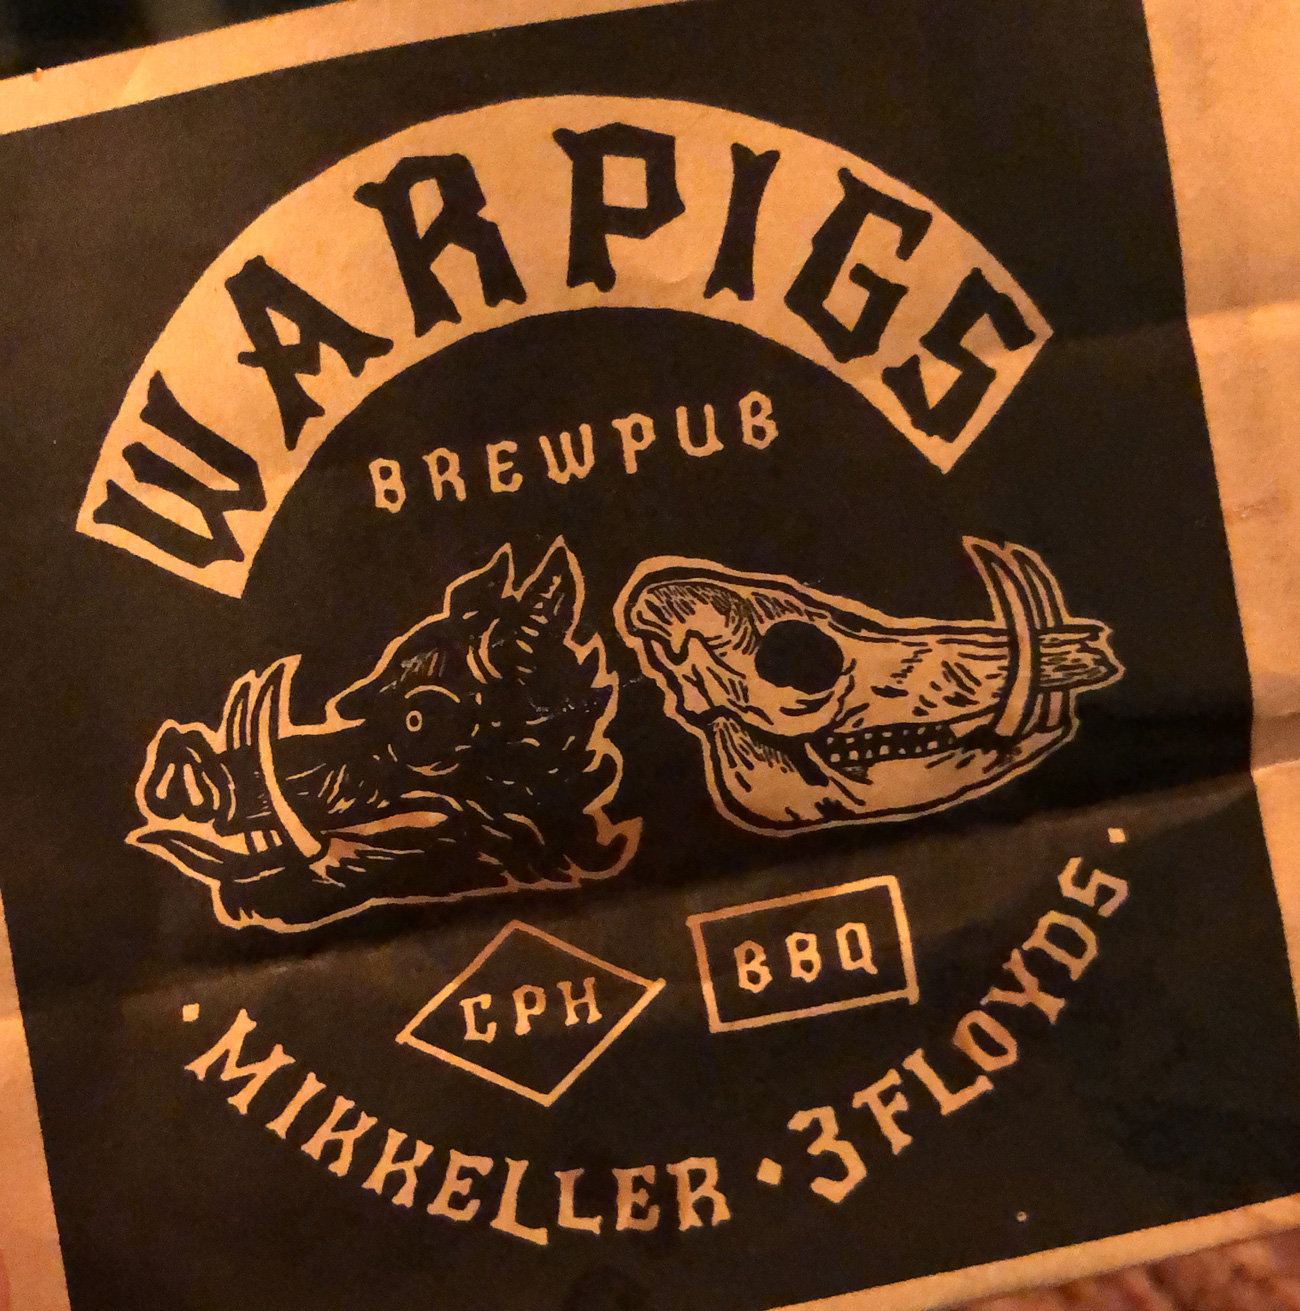 WARPIGS
BREWPUB
CPH
BBQ
·MIKKELLER·3FLOYDS·